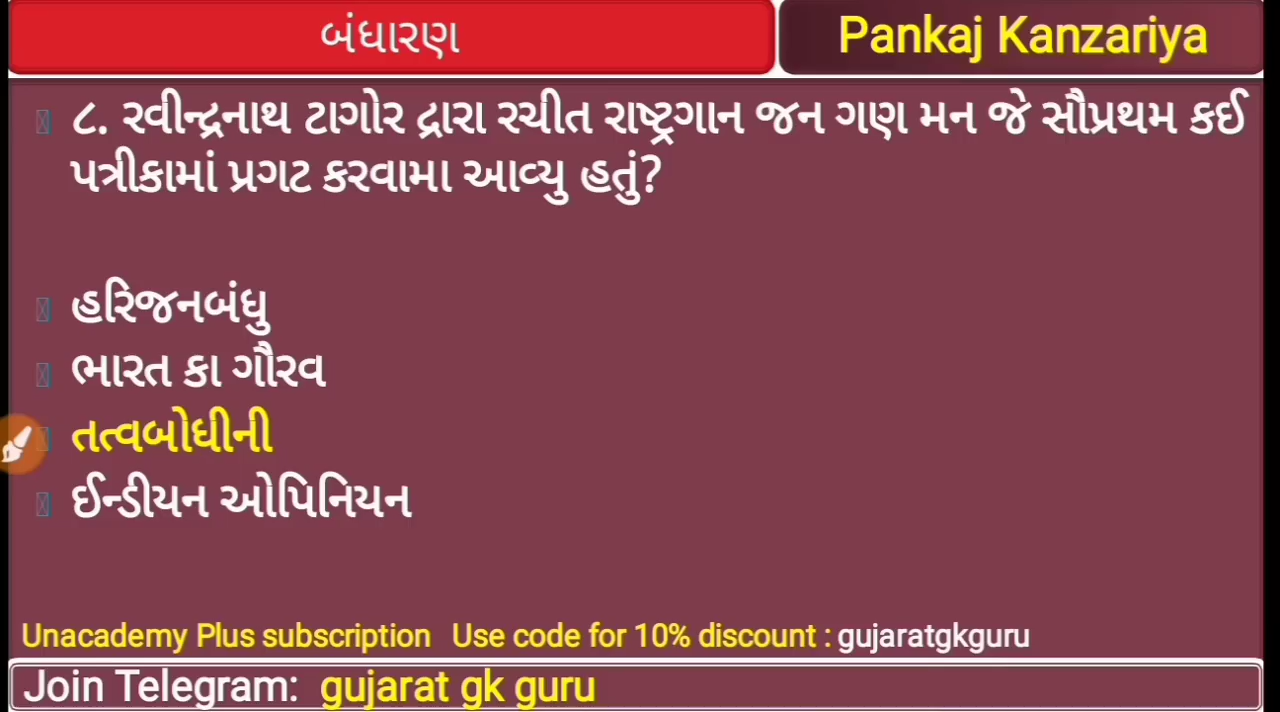 બંધારણ
Pankaj Kanzariya
૮. રવીન્દ્રનાથ ટાગોર દ્રારા રચીત રાષ્ટ્રગાન જન ગણ મન જે સૌપ્રથમ કઈ
પત્રીકામાં પ્રગટ કરવામા આવ્યુ હતું?
હરિજનબંધુ
ભારત કા ગૌરવ
તત્વબોધીની
ઈન્ડીયન ઓપિનિયન
Unacademy Plus subscription Use code for 10% discount : gujaratgkguru
Join Telegram: gujarat gk guru